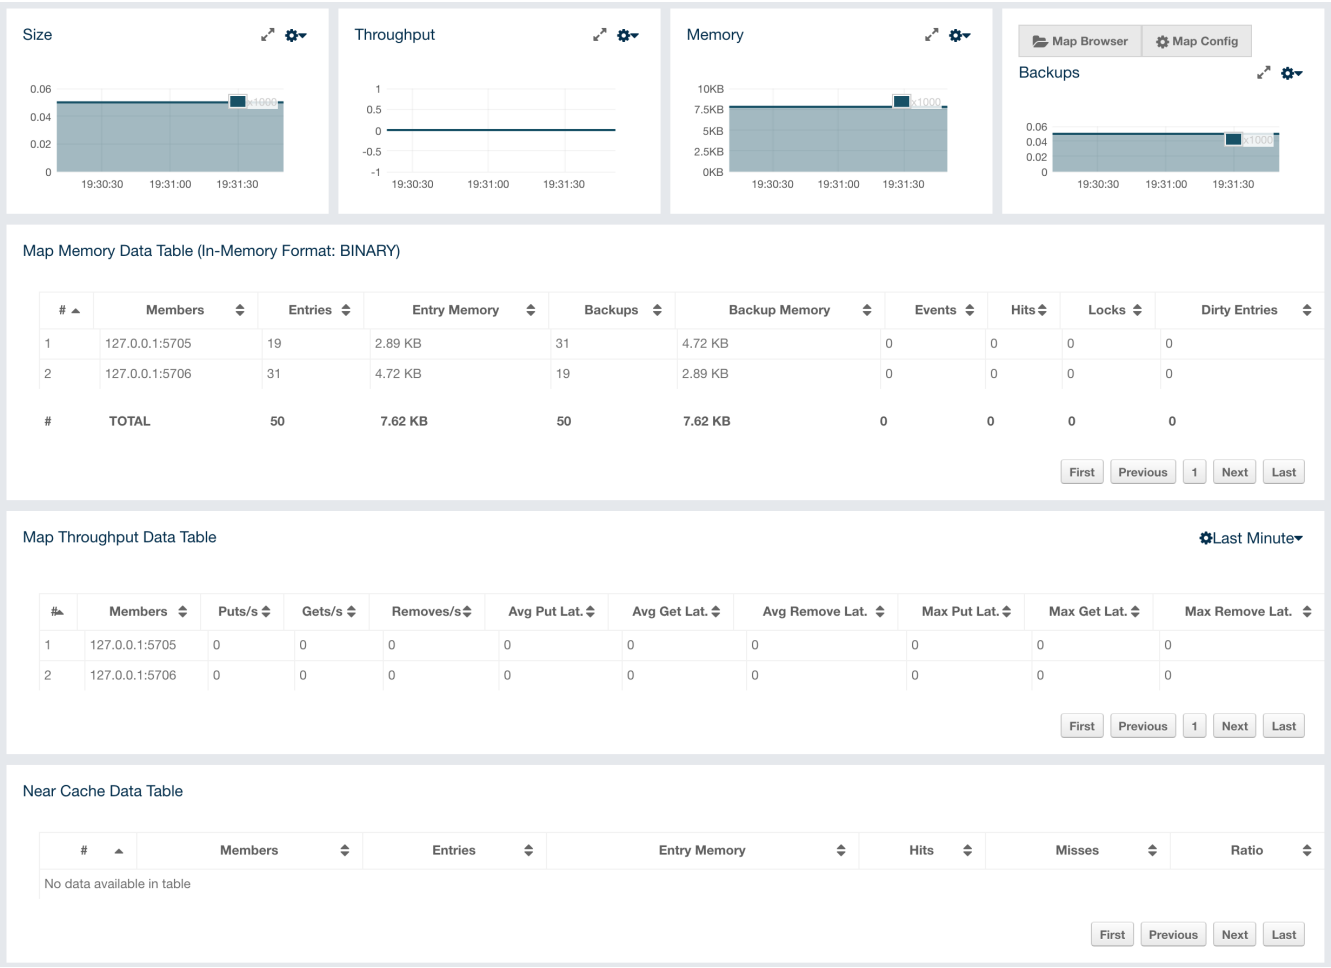 Size
Throughput
Memory
Map Browser Map Config
Backups
0.06
0.04
0.02
0
x1000
19:30:30 19:31:00 19:31:30
1
0.5
0
-0.5
-1
19:30:30 19:31:00 19:31:30
10KB
7.5KB
5KB
2.5KB
0KB
x1000
19:30:30 19:31:00 19:31:30
0.06
0.04
0.02
0
x1000
19:30:30 19:31:00 19:31:30
Map Memory Data Table (In-Memory Format: BINARY)
# Members Entries Entry Memory Backups Backup Memory Events Hits Locks Dirty Entries
1 127.0.0.1:5705 19 2.89 KB 31 4.72 KB 0 0 0 0
2 127.0.0.1:5706 31 4.72 KB 19 2.89 KB 0 0 0 0
# TOTAL 50 7.62 KB 50 7.62 KB 0 0 0 0
First Previous 1 Next Last
Map Throughput Data Table
Last Minute
# Members Puts/s Gets/s Removes/s Avg Put Lat. Avg Get Lat. Avg Remove Lat. Max Put Lat. Max Get Lat. Max Remove Lat.
1 127.0.0.1:5705 0 0 0 0 0 0 0 0 0
2 127.0.0.1:5706 0 0 0 0 0 0 0 0 0
First Previous 1 Next Last
Near Cache Data Table
# Members Entries Entry Memory Hits Misses Ratio
No data available in table
First Previous Next Last